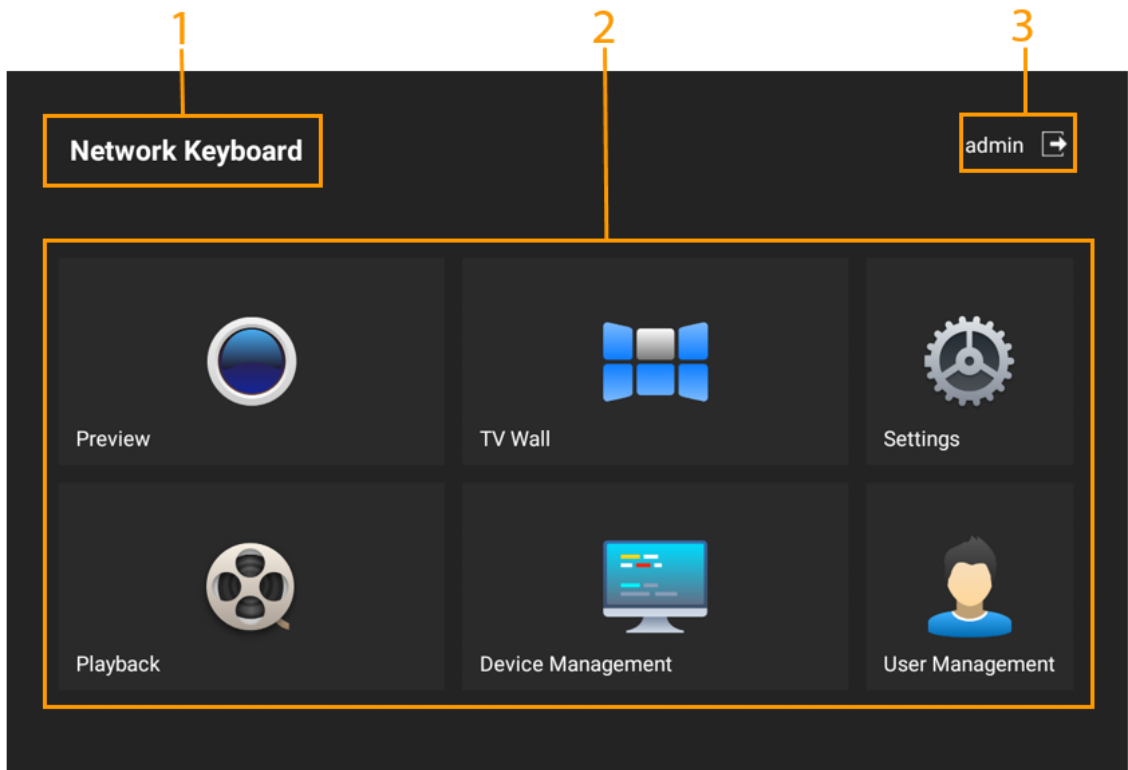 1 2 3
Network Keyboard
admin
Preview
TV Wall
Settings
Playback
Device Management
User Management